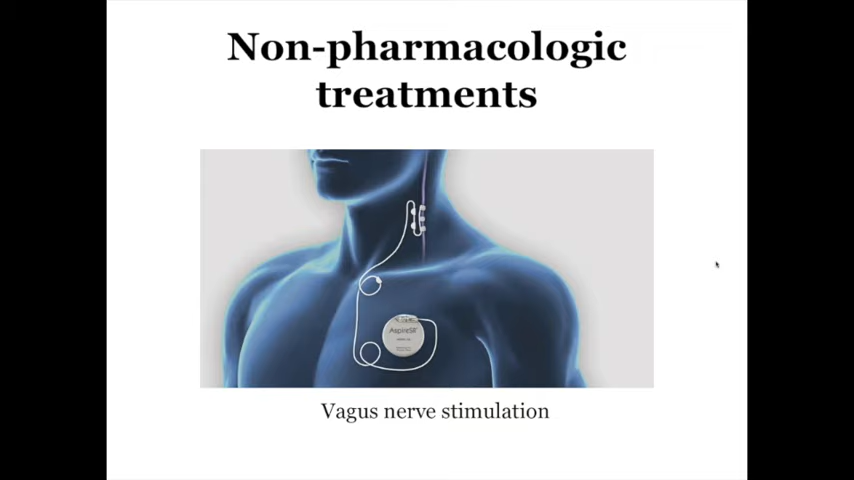 Non-pharmacologic
treatments
AspireSR
Vagus nerve stimulation